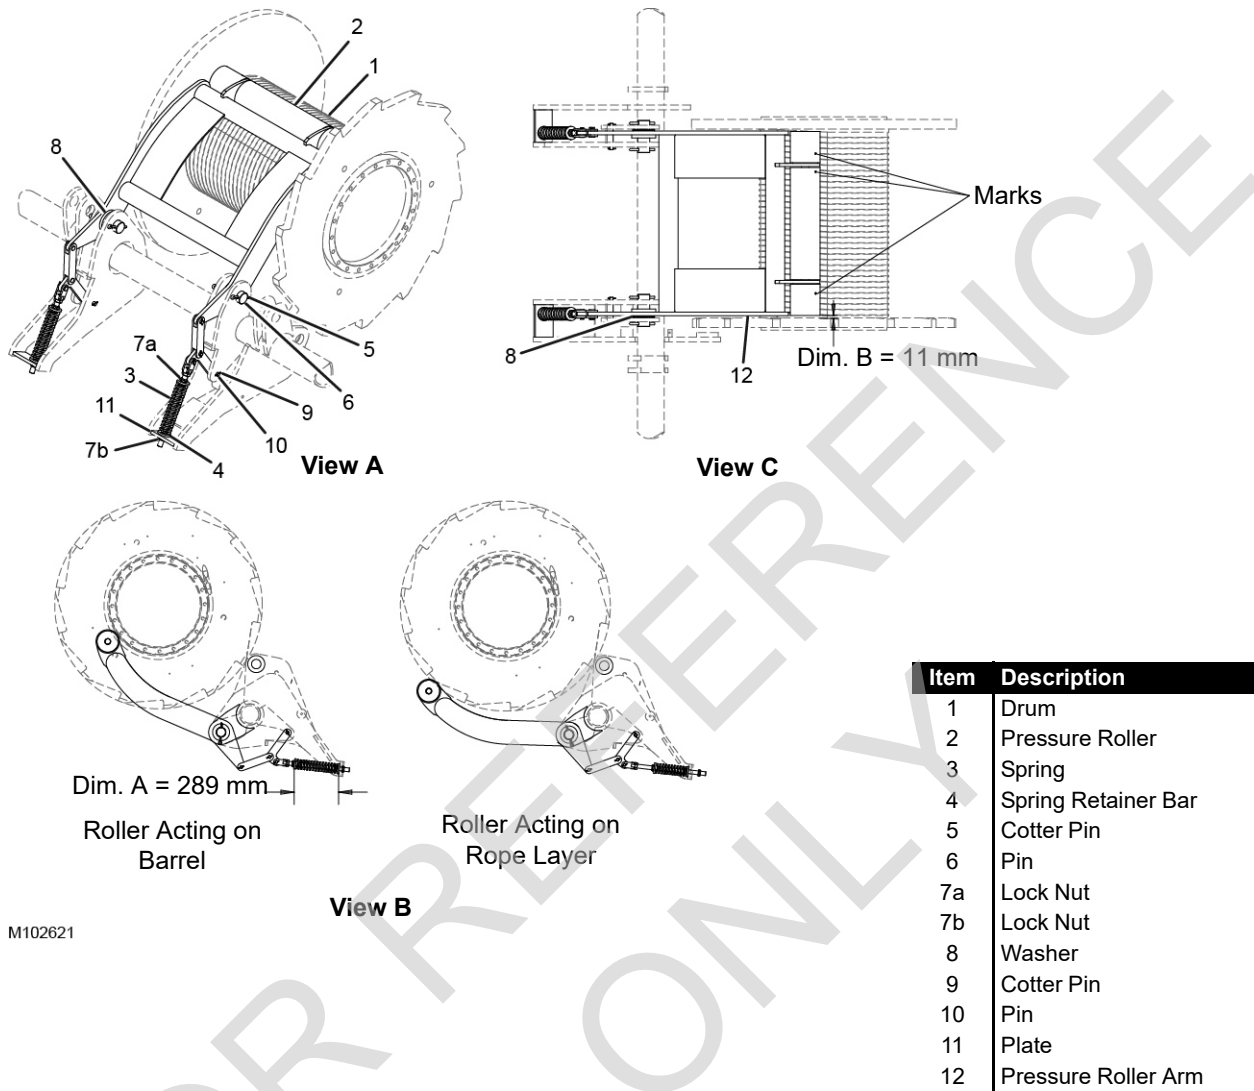 2
1
8
7a
3
11
7b
4
5
6
9
10
View A
Marks
8
12
Dim. B = 11 mm
View C
Dim. A = 289 mm
Roller Acting on
Barrel
Roller Acting on
Rope Layer
View B
M102621
Item Description
1 Drum
2 Pressure Roller
3 Spring
4 Spring Retainer Bar
5 Cotter Pin
6 Pin
7a Lock Nut
7b Lock Nut
8 Washer
9 Cotter Pin
10 Pin
11 Plate
12 Pressure Roller Arm
FOR REFERENCE
ONLY